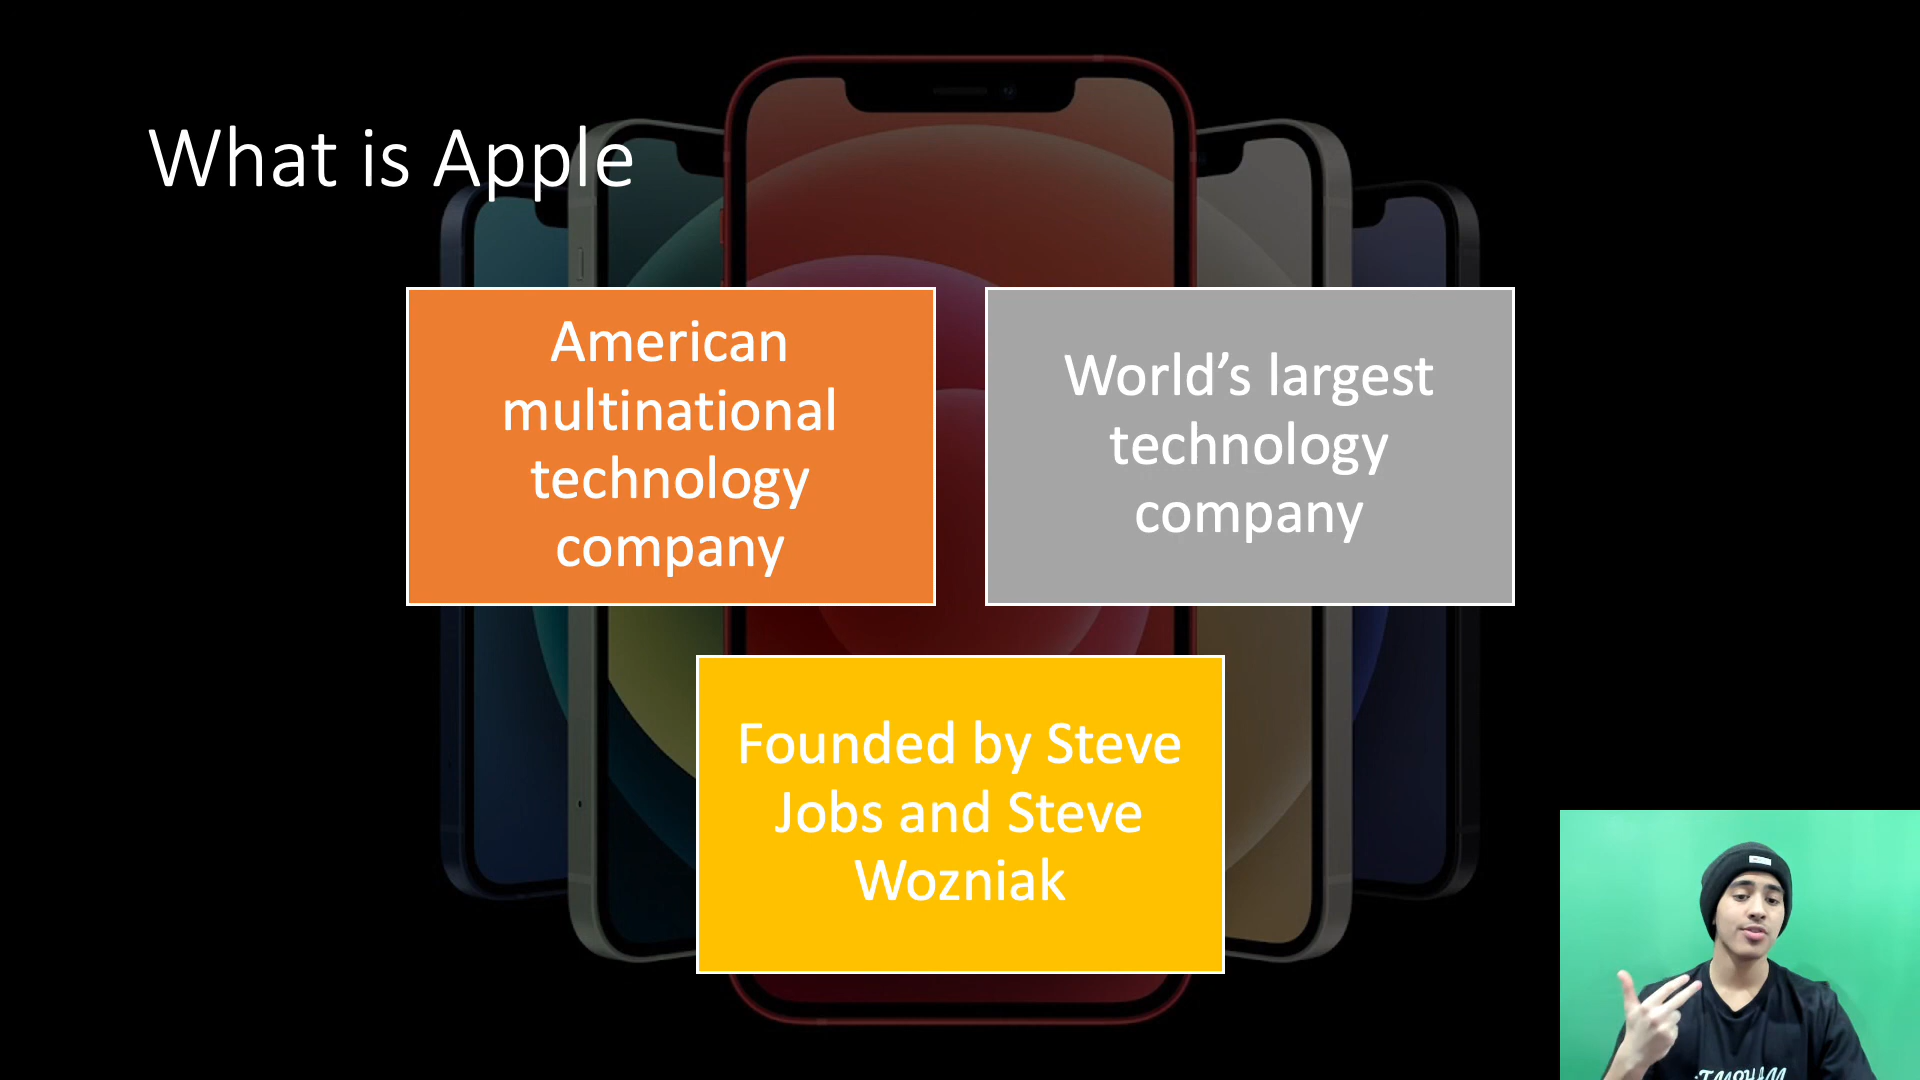 What is Apple
American
multinational
technology
company
World’s largest
technology
company
Founded by Steve
Jobs and Steve
Wozniak